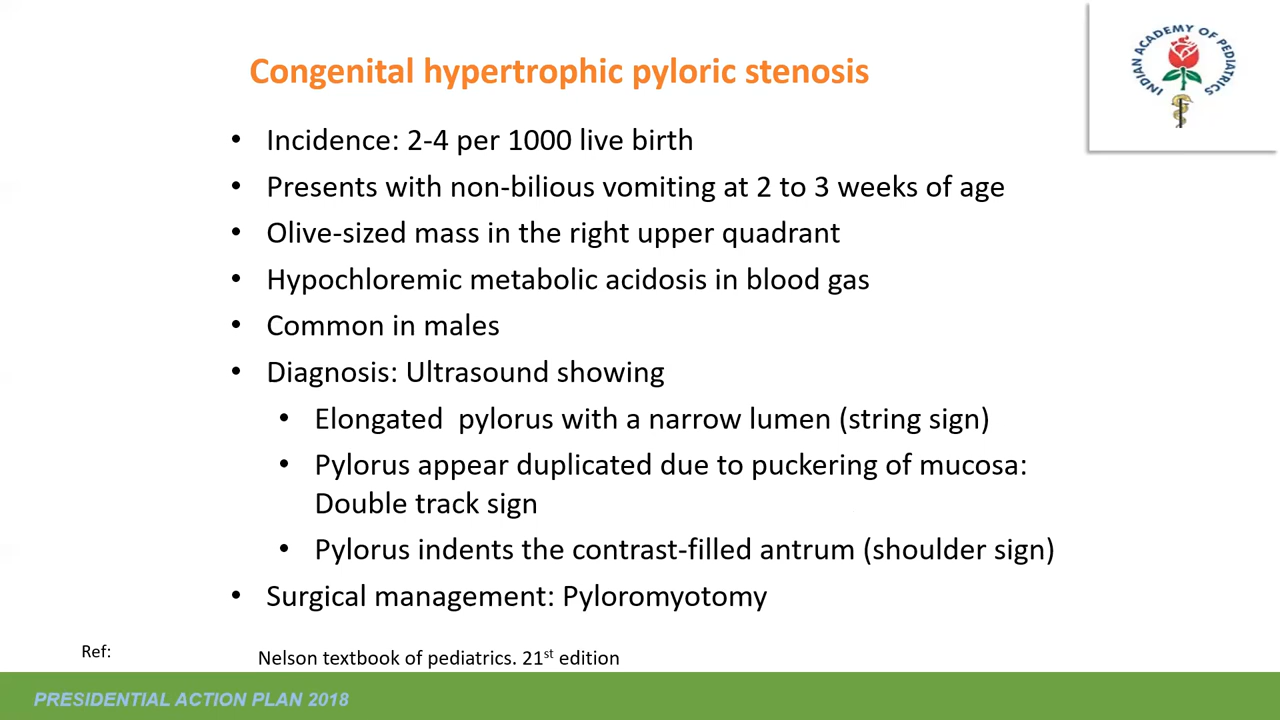 Congenital hypertrophic pyloric stenosis
INDIAN ACADEMY OF PEDIATRICS
• Incidence: 2-4 per 1000 live birth
• Presents with non-bilious vomiting at 2 to 3 weeks of age
• Olive-sized mass in the right upper quadrant
• Hypochloremic metabolic acidosis in blood gas
• Common in males
• Diagnosis: Ultrasound showing
• Elongated  pylorus with a narrow lumen (string sign)
• Pylorus appear duplicated due to puckering of mucosa:
Double track sign
• Pylorus indents the contrast-filled antrum (shoulder sign)
• Surgical management: Pyloromyotomy
Ref:
Nelson textbook of pediatrics. 21st edition
PRESIDENTIAL ACTION PLAN 2018